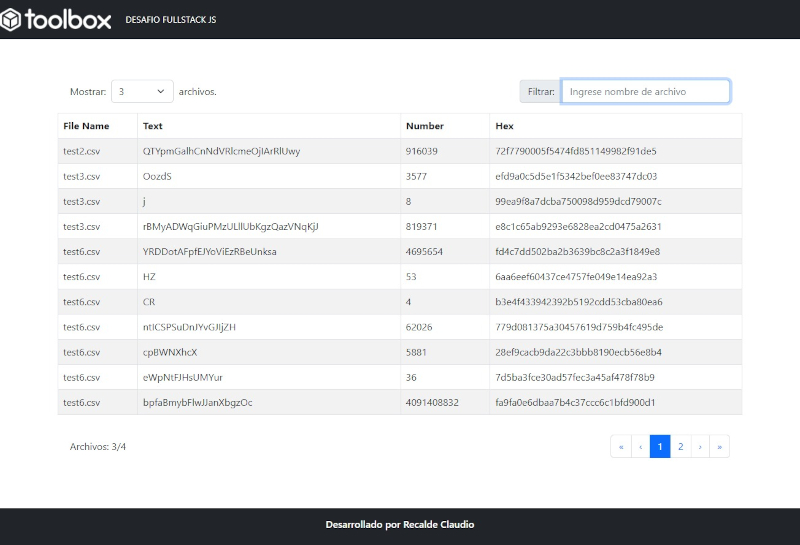 toolbox DESAFIO FULLSTACK JS
Mostrar: 3 archivos. Filtrar: Ingrese nombre de archivo
File Name Text Number Hex
test2.csv QTYpmGalhCnNdVRlcmeOjIArRlUwy 916039 72f7790005f5474fd851149982f91de5
test3.csv OozdS 3577 efd9a0c5d5e1f5342bef0ee83747dc03
test3.csv j 8 99ea9f8a7dcba750098d959dcd79007c
test3.csv rBMyADWqGiuPMzULlIUbKgzQazVNqKjJ 819371 e8c1c65ab9293e6828ea2cd0475a2631
test6.csv YRDDotAFpfEJYoViEzRBeUnksa 4695654 fd4c7dd502ba2b3639bc8c2a3f1849e8
test6.csv HZ 53 6aa6eef60437ce4757fe049e14ea92a3
test6.csv CR 4 b3e4f433942392b5192cdd53cba80ea6
test6.csv ntICSPSuDnJYvGJIjZH 62026 779d081375a30457619d759b4fc495de
test6.csv cpBWNXhcX 5881 28ef9cacb9da22c3bbb8190ecb56e8b4
test6.csv eWpNtFJHsUMYur 36 7d5ba3fce30ad57fec3a45af478f78b9
test6.csv bpfaBmybFlwJJanXbgzOc 4091408832 fa9fa0e6dbaa7b4c37ccc6c1bfd900d1
Archivos: 3/4 « ‹ 1 2 › »
Desarrollado por Recalde Claudio